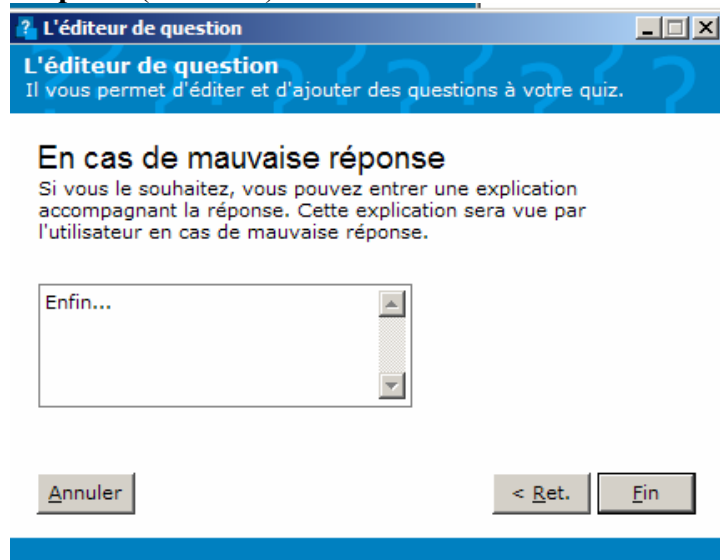 L'éditeur de question
L'éditeur de question
Il vous permet d'éditer et d'ajouter des questions à votre quiz.
En cas de mauvaise réponse
Si vous le souhaitez, vous pouvez entrer une explication
accompagnant la réponse. Cette explication sera vue par
l'utilisateur en cas de mauvaise réponse.
Enfin...
Annuler
< Ret.
Fin